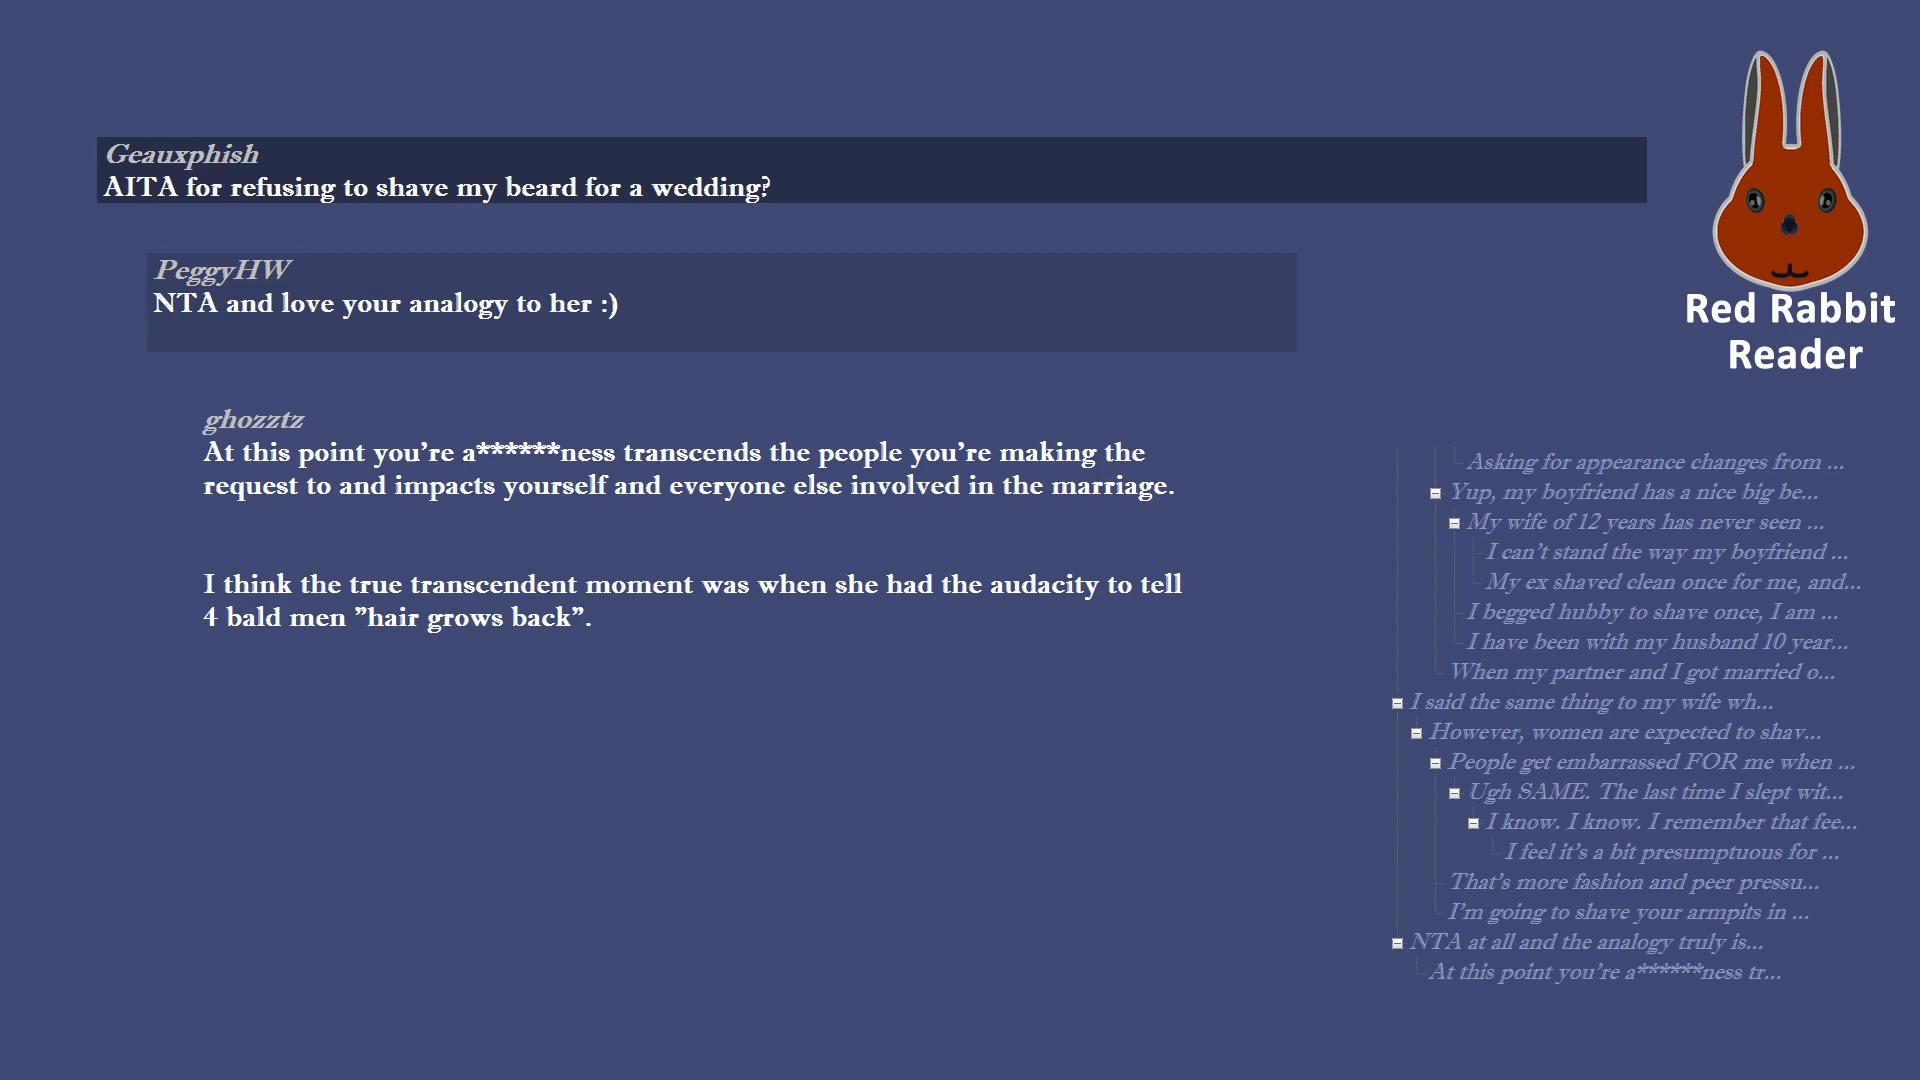 Geauxphish
AITA for refusing to shave my beard for a wedding?
PeggyHW
NTA and love your analogy to her :)
ghozztz
At this point you're a******ness transcends the people you're making the
request to and impacts yourself and everyone else involved in the marriage.
I think the true transcendent moment was when she had the audacity to tell
4 bald men "hair grows back".
Red Rabbit
Reader
Asking for appearance changes from ...
Yup, my boyfriend has a nice big be...
My wife of 12 years has never seen ...
I can't stand the way my boyfriend ...
My ex shaved clean once for me, and...
I begged hubby to shave once, I am ...
I have been with my husband 10 year...
When my partner and I got married o...
I said the same thing to my wife wh...
However, women are expected to shav...
People get embarrassed FOR me when ...
Ugh SAME. The last time I slept wit...
I know. I know. I remember that fee...
I feel it's a bit presumptuous for ...
That's more fashion and peer pressu...
I'm going to shave your armpits in ...
NTA at all and the analogy truly is...
At this point you're a******ness tr...